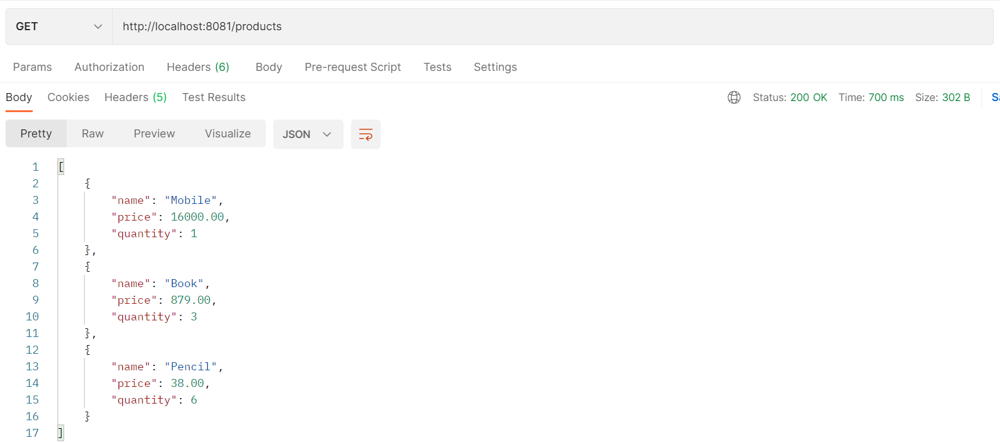 GET http://localhost:8081/products
Params Authorization Headers (6) Body Pre-request Script Tests Settings
Body Cookies Headers (5) Test Results Status: 200 OK Time: 700 ms Size: 302 B
Pretty Raw Preview Visualize JSON
1 [
2 {
3 "name": "Mobile",
4 "price": 16000.00,
5 "quantity": 1
6 },
7 {
8 "name": "Book",
9 "price": 879.00,
10 "quantity": 3
11 },
12 {
13 "name": "Pencil",
14 "price": 38.00,
15 "quantity": 6
16 }
17 ]